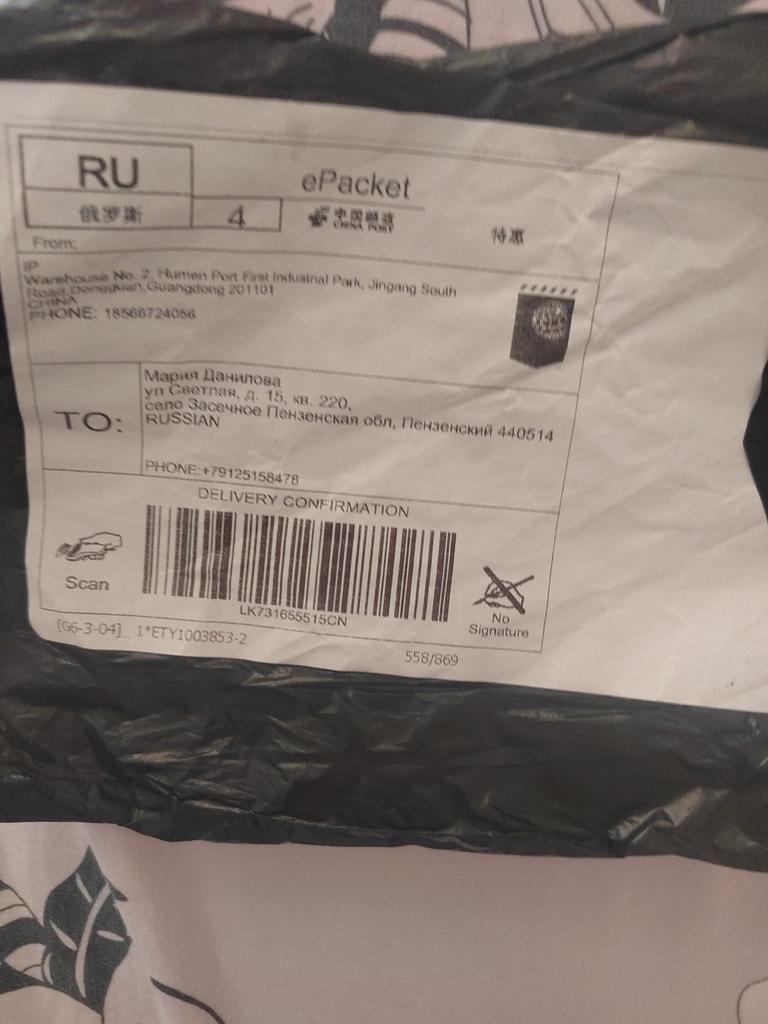 RU
ePacket
俄罗斯
4
中国邮政
CHINA POST
特惠
From:
IP
Warehouse No. 2, Humen Port First Industrial Park, Jingang South
Road,Dongguan,Guangdong 201101
CHINA
PHONE: 18566724056
TO:
Мария Данилова
ул Светлая, д. 15, кв. 220,
село Засечное Пензенская обл, Пензенский 440514
RUSSIAN
PHONE:+79125158478
DELIVERY CONFIRMATION
Scan
LK731655515CN
No
Signature
[G6-3-04] 1*ETY1003853-2
558/869